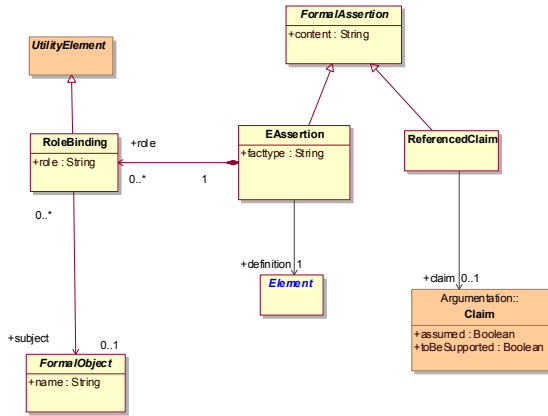 FormalAssertion
+content : String
UtilityElement
RoleBinding
+role : String
+role
0..*
1
EAssertion
+facttype : String
ReferencedClaim
0..*
+definition 1
Element
+claim 0..1
Argumentation::
Claim
+assumed : Boolean
+toBeSupported : Boolean
+subject
0..1
FormalObject
+name : String